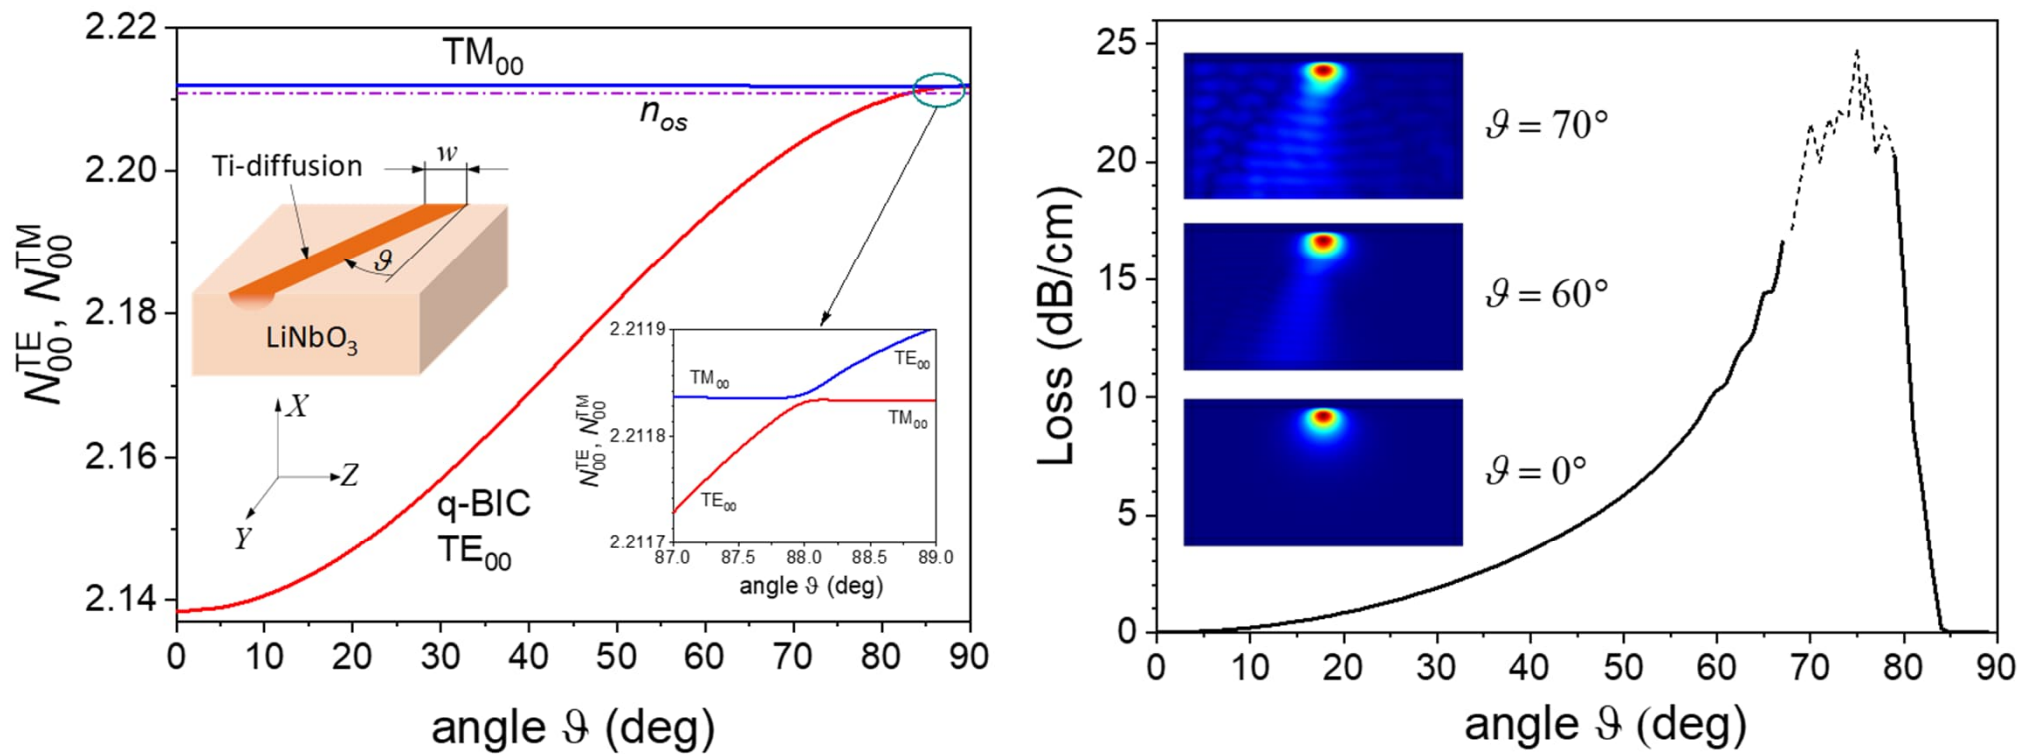 2.22
2.20
2.18
2.16
2.14
N₀₀ᵀᴱ, N₀₀ᵀᴹ
TM₀₀
nₒₛ
Ti-diffusion
w
ϑ
LiNbO₃
X
Z
Y
q-BIC
TE₀₀
2.2119
2.2118
2.2117
N₀₀ᵀᴱ, N₀₀ᵀᴹ
TM₀₀
TE₀₀
TE₀₀
TM₀₀
87.0 87.5 88.0 88.5 89.0
angle ϑ (deg)
0 10 20 30 40 50 60 70 80 90
angle ϑ (deg)
25
20
15
10
5
0
Loss (dB/cm)
ϑ = 70°
ϑ = 60°
ϑ = 0°
0 10 20 30 40 50 60 70 80 90
angle ϑ (deg)